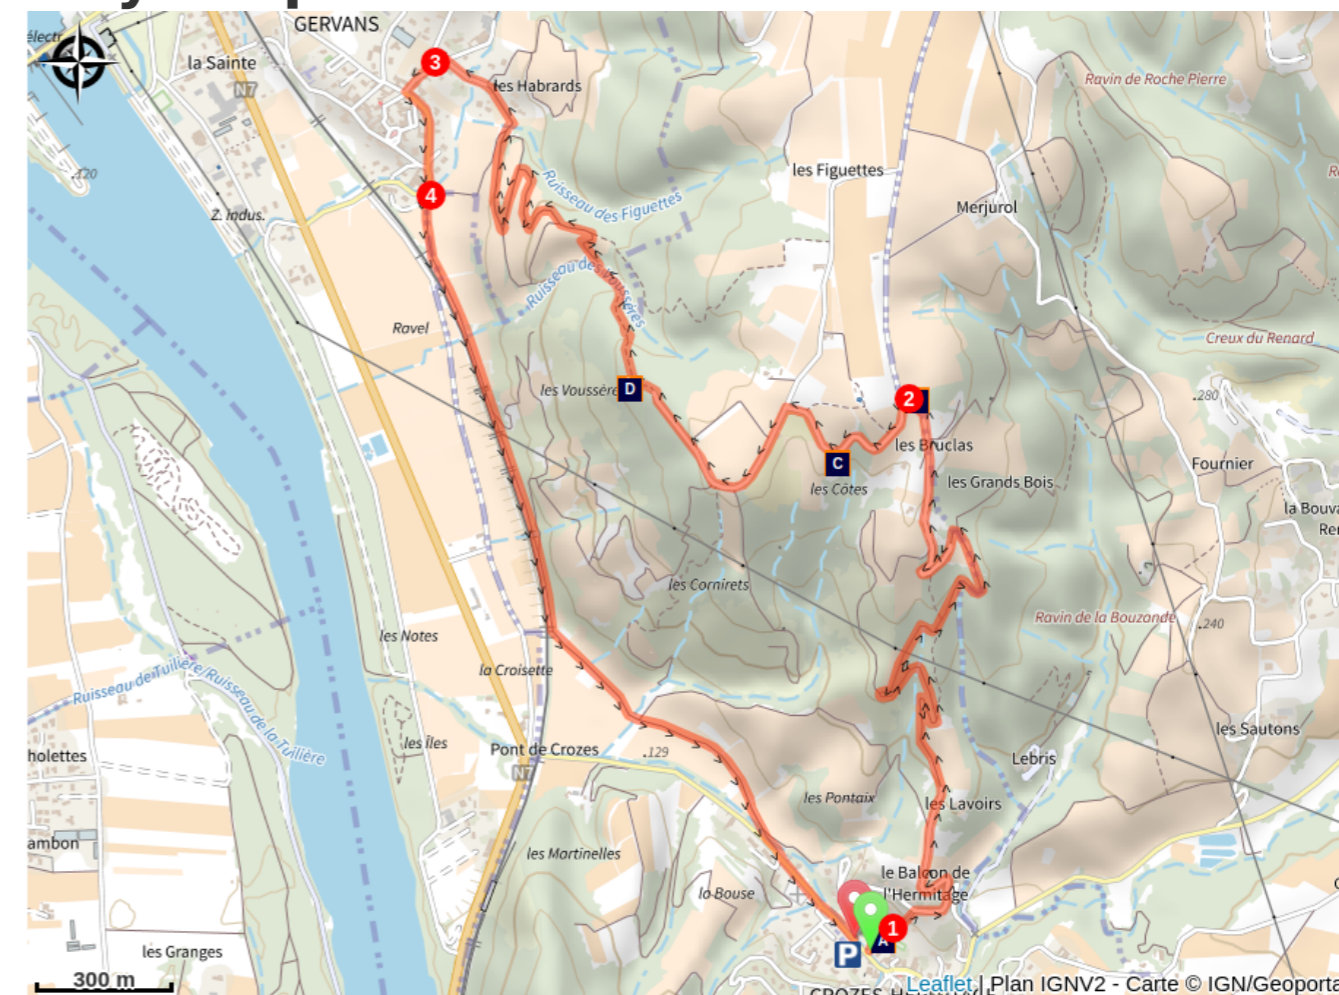 GERVANS
la Sainte
N7
3
les Habrards
Ravin de Roche Pierre
120
Z. indus.
4
Ruisseau des Figuettes
les Figuettes
Merjurol
Ravel
Creux du Renard
les Voussère
D
2
280
les Bruclas
C
les Côtes
les Grands Bois
Fournier
la Bouva
Re
les Cornirets
Ravin de la Bouzande
240
les Notes
la Croisette
Ruisseau de Tuilière/Ruisseau de la Tuilière
les Îles
Pont de Crozes
129
N7
les Sautons
holettes
Lebris
les Pontaix
les Lavoirs
ambon
les Martinelles
la Bouse
le Balcon de
l'Hermitage
1
A
P
les Granges
300 m
Leaflet | Plan IGNV2 - Carte © IGN/Geoporta